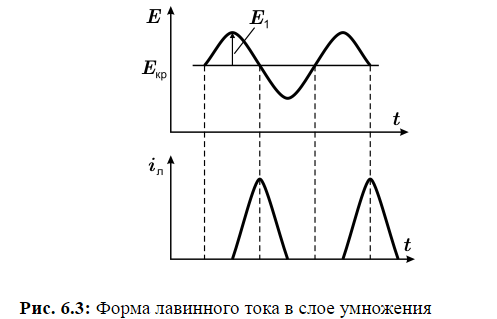 E
E₁
Eкр
t
iл
t
Рис. 6.3: Форма лавинного тока в слое умножения